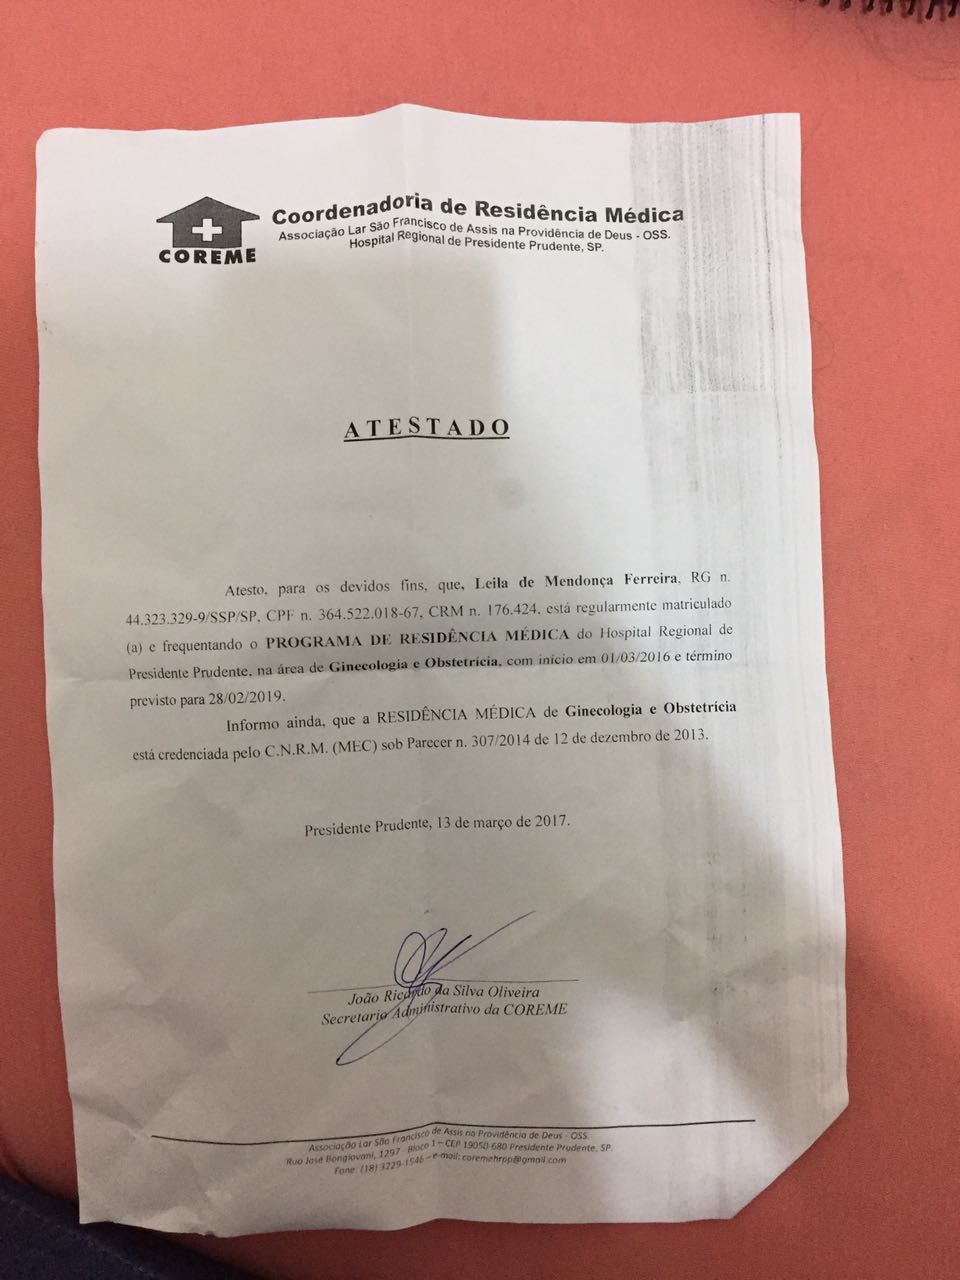 COREME
Coordenadoria de Residência Médica
Associação Lar São Francisco de Assis na Providência de Deus - OSS.
Hospital Regional de Presidente Prudente, SP.
ATESTADO
Atesto, para os devidos fins, que, Leila de Mendonça Ferreira, RG n.
44.323.329-9/SSP/SP, CPF n. 364.522.018-67, CRM n. 176.424, está regularmente matriculado
(a) e frequentando o PROGRAMA DE RESIDÊNCIA MÉDICA do Hospital Regional de
Presidente Prudente, na área de Ginecologia e Obstetrícia, com início em 01/03/2016 e término
previsto para 28/02/2019.
Informo ainda, que a RESIDÊNCIA MÉDICA de Ginecologia e Obstetrícia
está credenciada pelo C.N.R.M. (MEC) sob Parecer n. 307/2014 de 12 de dezembro de 2013.
Presidente Prudente, 13 de março de 2017.
João Ricardo da Silva Oliveira
Secretario Administrativo da COREME
Associação Lar São Francisco de Assis na Providência de Deus - OSS.
Rua José Bongiovani, 1297 Bloco 1 – CEP 19050-680 Presidente Prudente, SP.
Fone: (18) 3229-1546 – e-mail: coremehrpp@gmail.com